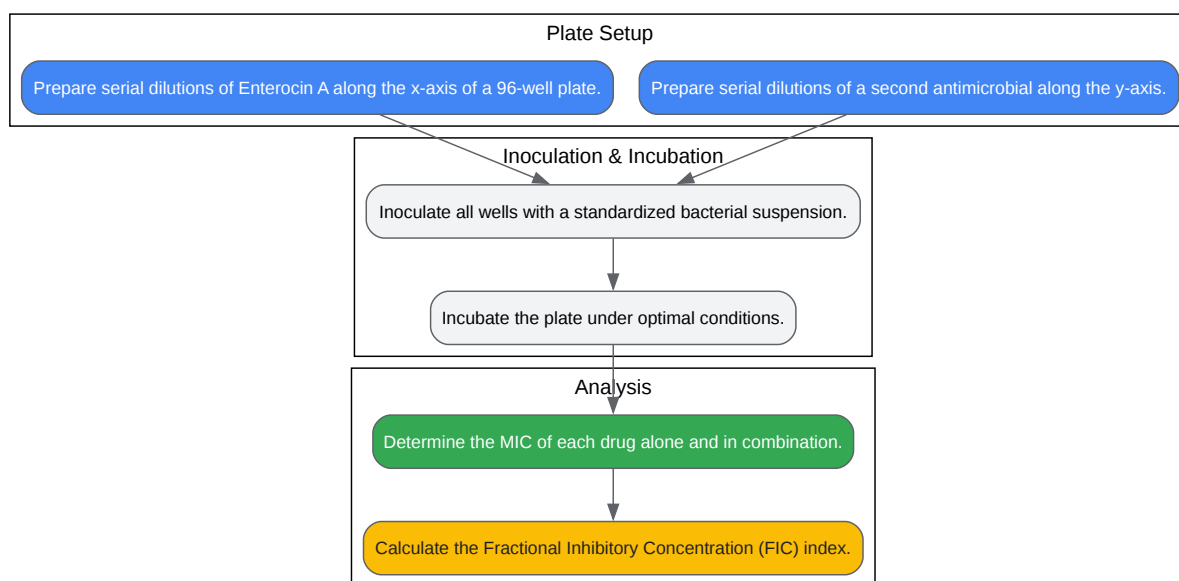 Plate Setup
Prepare serial dilutions of Enterocin A along the x-axis of a 96-well plate.
Prepare serial dilutions of a second antimicrobial along the y-axis.
Inoculation & Incubation
Inoculate all wells with a standardized bacterial suspension.
Incubate the plate under optimal conditions.
Analysis
Determine the MIC of each drug alone and in combination.
Calculate the Fractional Inhibitory Concentration (FIC) index.